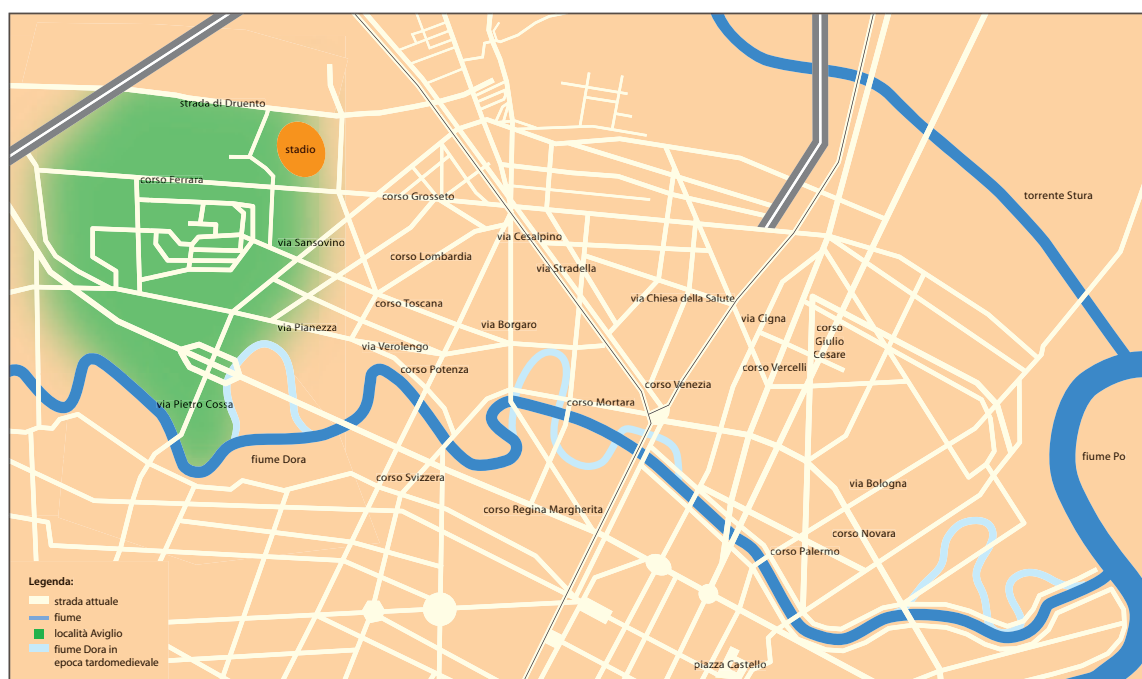 strada di Druento
stadio
corso Ferrara
corso Grosseto
torrente Stura
via Sansovino
via Cesalpino
corso Lombardia
via Stradella
corso Toscana
via Chiesa della Salute
via Pianezza
via Borgaro
via Cigna
corso
Giulio
Cesare
via Verolengo
corso Potenza
corso Vercelli
corso Venezia
via Pietro Cossa
corso Mortara
fiume Dora
fiume Po
corso Svizzera
via Bologna
corso Regina Margherita
corso Novara
corso Palermo
piazza Castello
Legenda:
strada attuale
fiume
località Aviglio
fiume Dora in
epoca tardomedievale